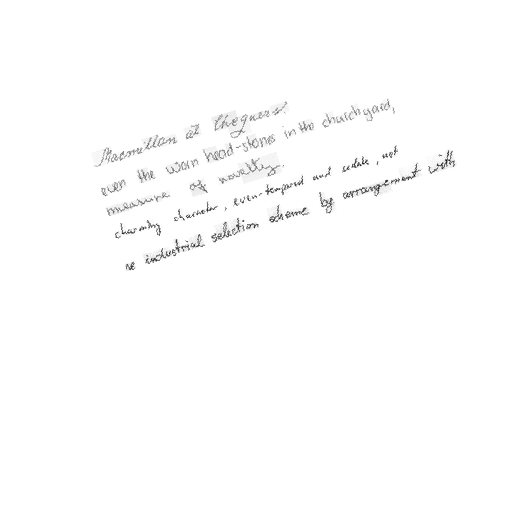 Macmillan at Chequers.
even the worn head-stones in the churchyard,
measure of novelty.
charming character, even-tempered and sedate, not
we industrial selection scheme by arrangement with